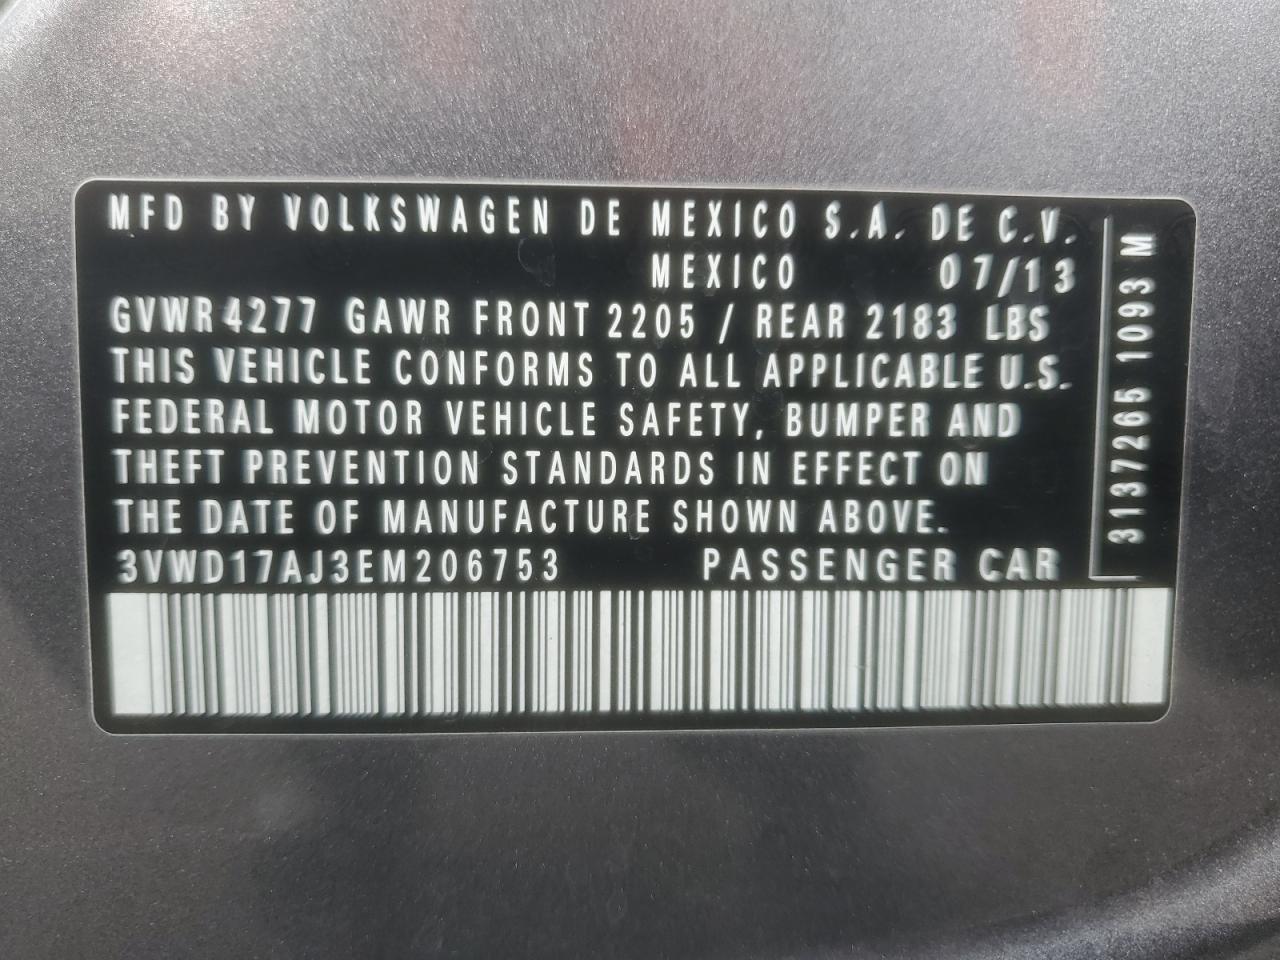 MFD BY VOLKSWAGEN DE MEXICO S.A. DE C.V.
MEXICO 07/13
GVWR 4277 GAWR FRONT 2205 / REAR 2183 LBS
THIS VEHICLE CONFORMS TO ALL APPLICABLE U.S.
FEDERAL MOTOR VEHICLE SAFETY, BUMPER AND
THEFT PREVENTION STANDARDS IN EFFECT ON
THE DATE OF MANUFACTURE SHOWN ABOVE.
3VWD17AJ3EM206753 PASSENGER CAR
3137265 1093 M